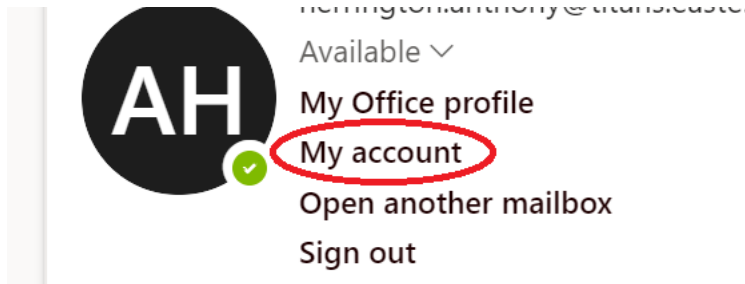 AH
Available
My Office profile
My account
Open another mailbox
Sign out